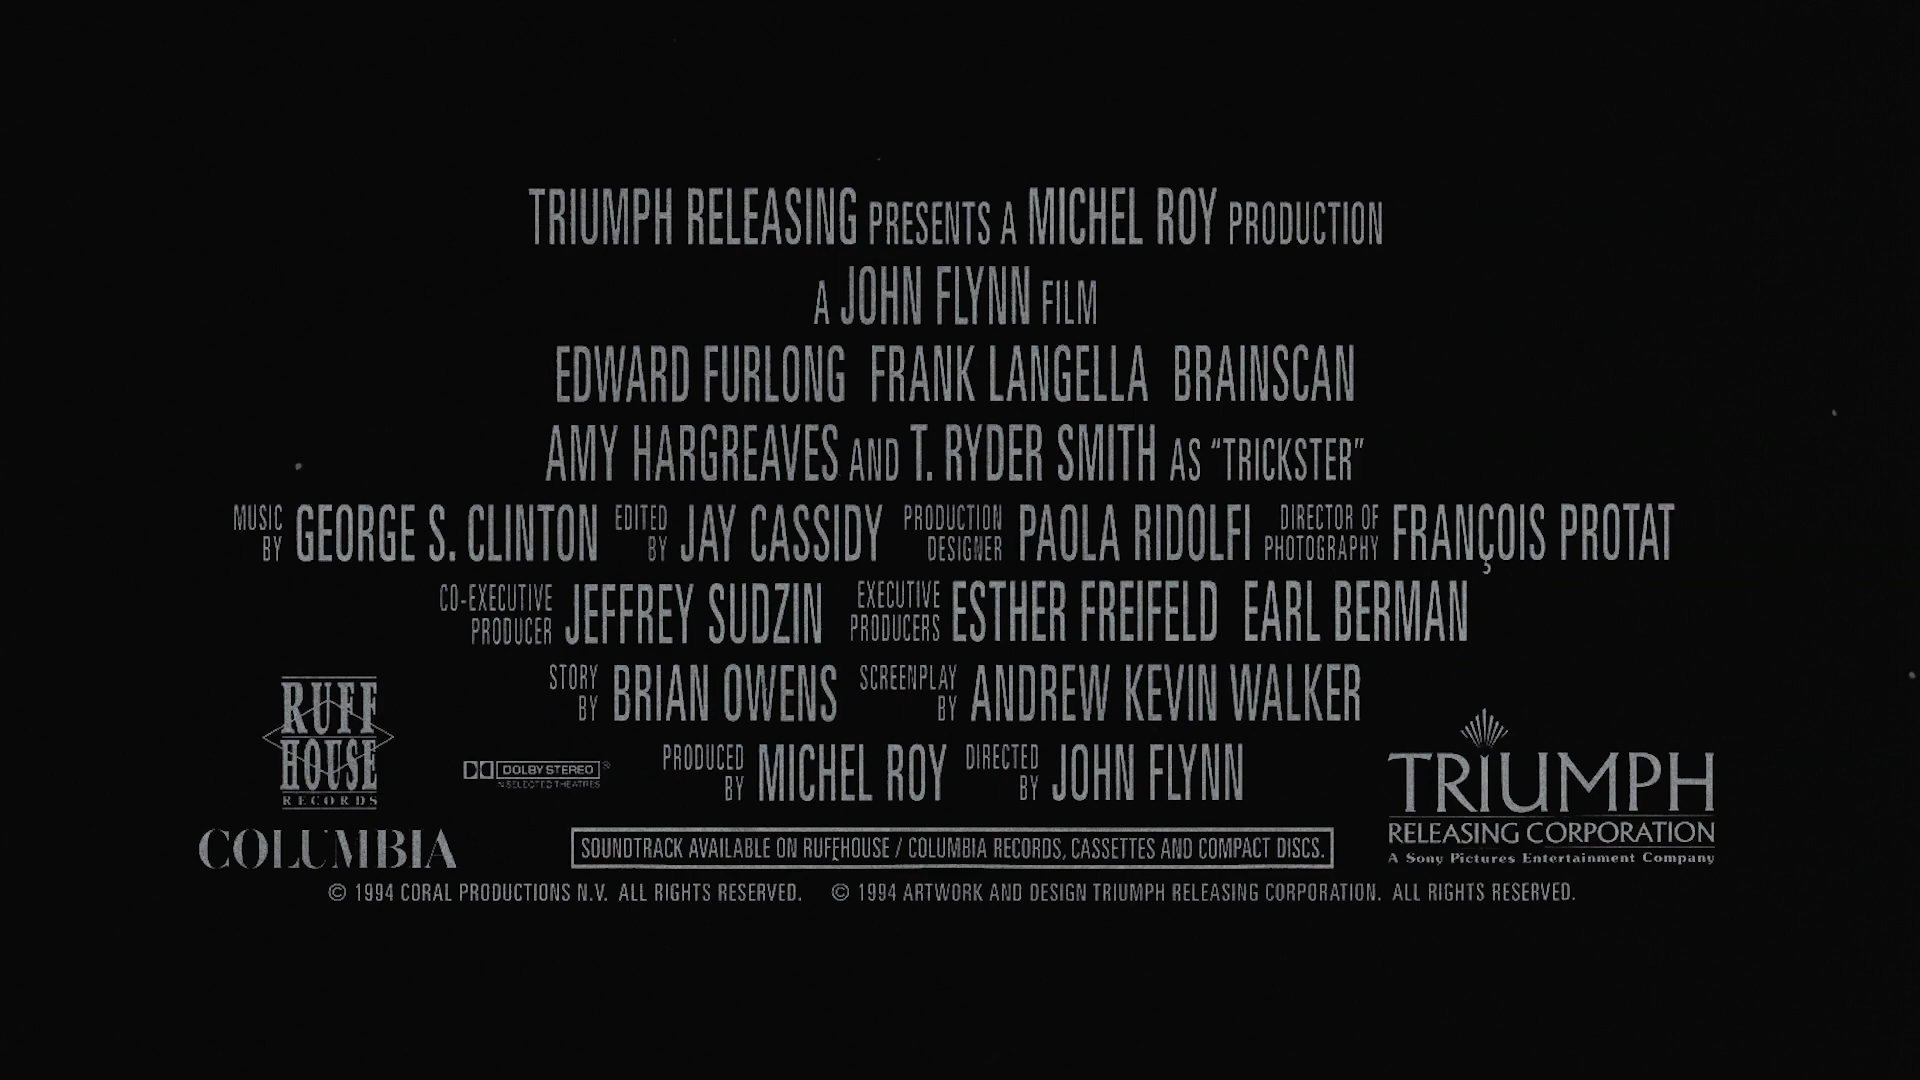 TRIUMPH RELEASING PRESENTS A MICHEL ROY PRODUCTION
A JOHN FLYNN FILM
EDWARD FURLONG FRANK LANGELLA BRAINSCAN
AMY HARGREAVES AND T. RYDER SMITH AS “TRICKSTER”
MUSIC BY GEORGE S. CLINTON EDITED BY JAY CASSIDY PRODUCTION DESIGNER PAOLA RIDOLFI DIRECTOR OF PHOTOGRAPHY FRANÇOIS PROTAT
CO-EXECUTIVE PRODUCER JEFFREY SUDZIN EXECUTIVE PRODUCERS ESTHER FREIFELD EARL BERMAN
STORY BY BRIAN OWENS SCREENPLAY BY ANDREW KEVIN WALKER
PRODUCED BY MICHEL ROY DIRECTED BY JOHN FLYNN
RUFF
HOUSE
RECORDS
COLUMBIA
DOLBY STEREO ®
IN SELECTED THEATRES
SOUNDTRACK AVAILABLE ON RUFFHOUSE / COLUMBIA RECORDS, CASSETTES AND COMPACT DISCS.
TRIUMPH
RELEASING CORPORATION
A Sony Pictures Entertainment Company
© 1994 CORAL PRODUCTIONS N.V. ALL RIGHTS RESERVED. © 1994 ARTWORK AND DESIGN TRIUMPH RELEASING CORPORATION. ALL RIGHTS RESERVED.